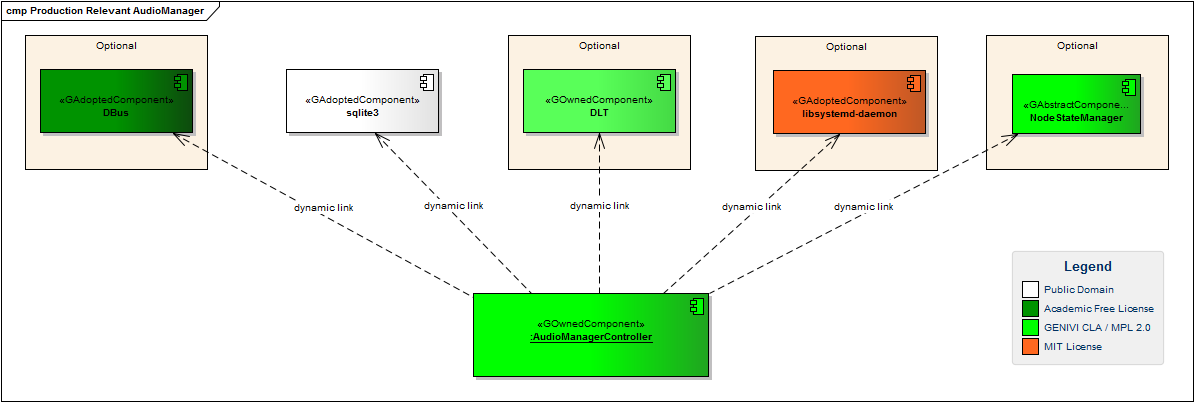 cmp Production Relevant AudioManager
Optional
Optional
Optional
Optional
«GAdoptedComponent»
DBus
«GAdoptedComponent»
sqlite3
«GOwnedComponent»
DLT
«GAdoptedComponent»
libsystemd-daemon
«GAbstractCompone...
NodeStateManager
dynamic link
dynamic link
dynamic link
dynamic link
dynamic link
«GOwnedComponent»
:AudioManagerController
Legend
Public Domain
Academic Free License
GENIVI CLA / MPL 2.0
MIT License